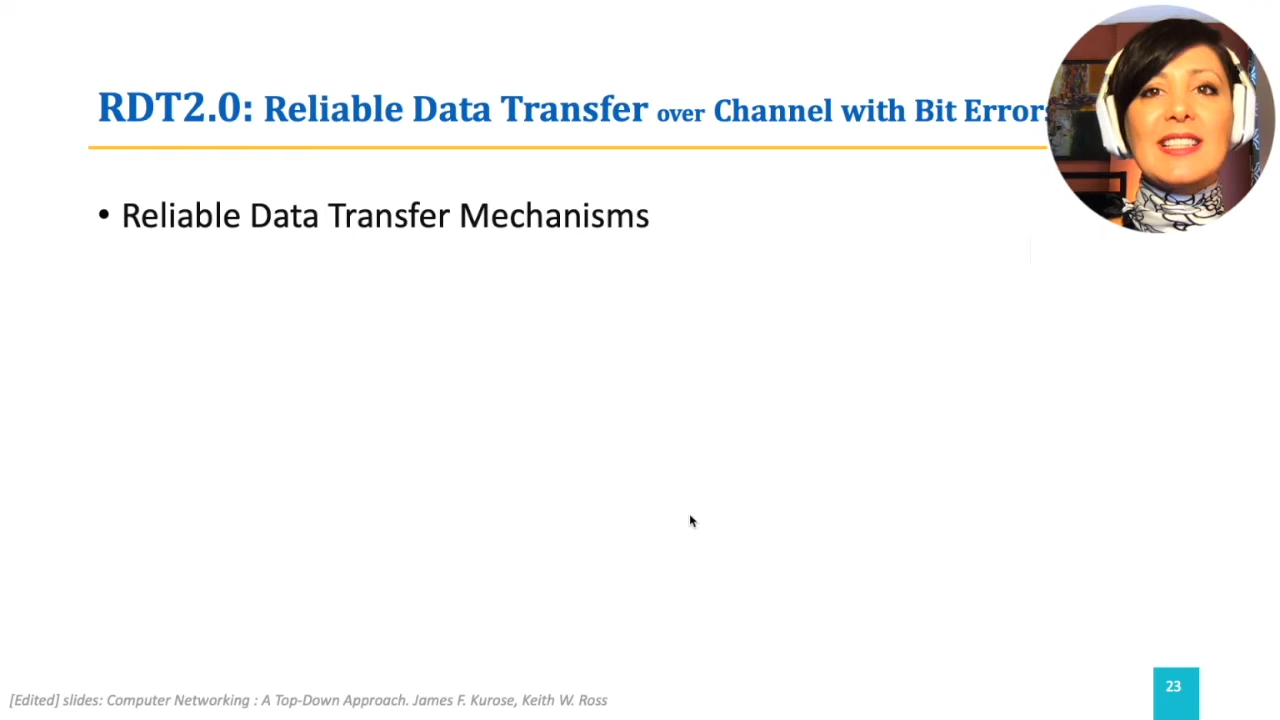 RDT2.0: Reliable Data Transfer over Channel with Bit Errors
• Reliable Data Transfer Mechanisms
[Edited] slides: Computer Networking : A Top-Down Approach. James F. Kurose, Keith W. Ross
23